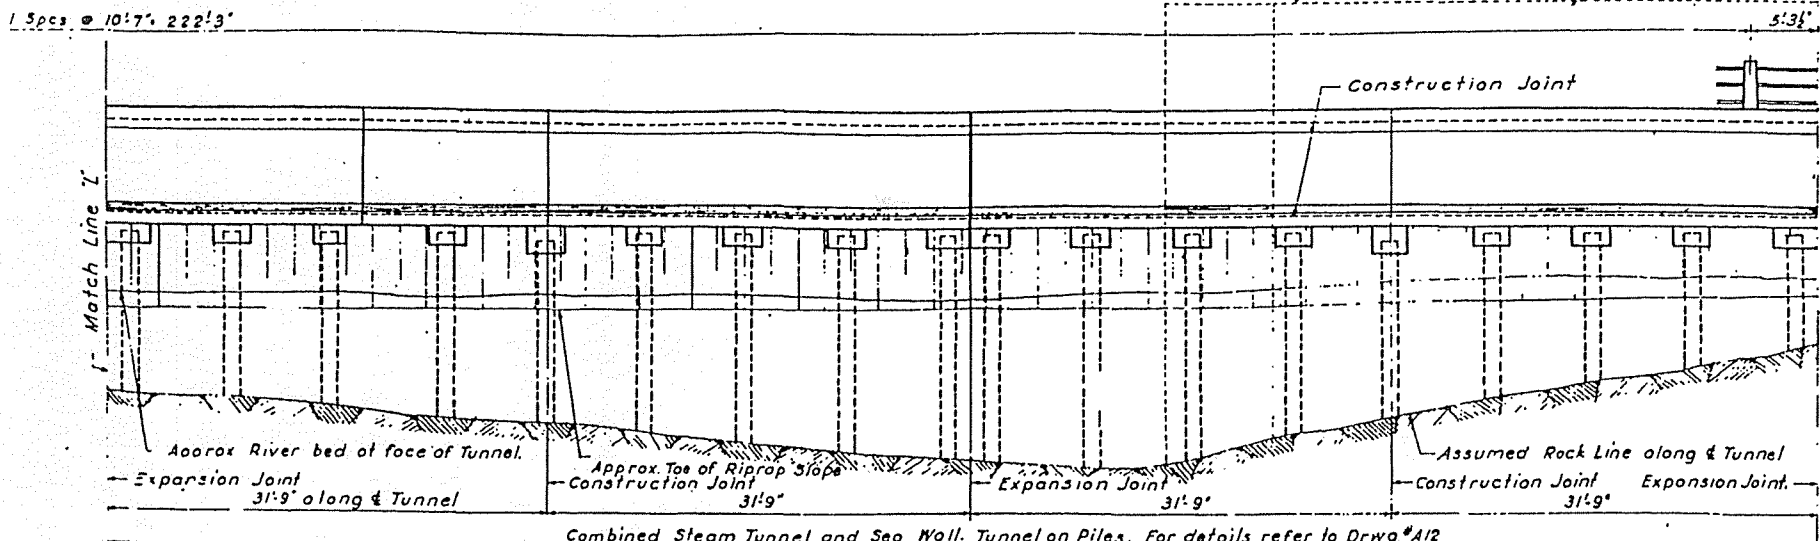 1 Spcs @ 10'-7" = 222'-3"
5'-3½"
Construction Joint
Match Line "L"
Approx River bed at face of Tunnel.
Approx. Toe of Riprap Slope
Assumed Rock Line along ℄ Tunnel
Expansion Joint
Construction Joint
Expansion Joint
Construction Joint
Expansion Joint.
31'-9" along ℄ Tunnel
31'-9"
31'-9"
31'-9"
Combined Steam Tunnel and Sea Wall. Tunnel on Piles. For details refer to Drwg #A12